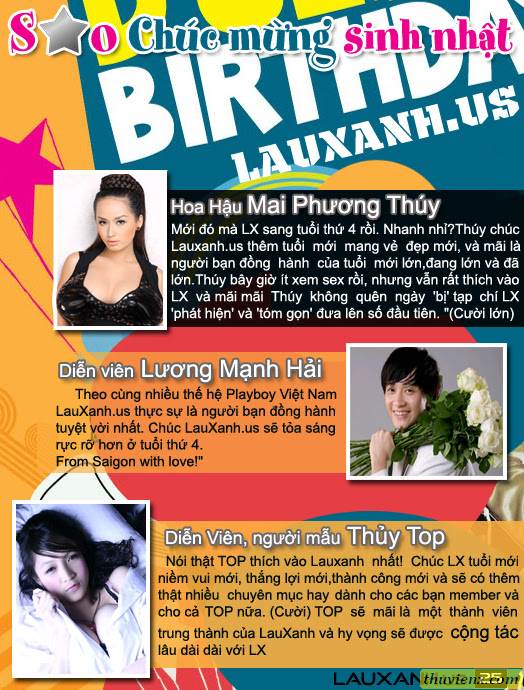 S o Chúc mừng sinh nhật
BIRTHDA
LAUXANH.US
Hoa Hậu Mai Phương Thúy
Mới đó mà LX sang tuổi thứ 4 rồi. Nhanh nhỉ?Thúy chúc
Lauxanh.us thêm tuổi mới mang vẻ đẹp mới, và mãi là
người bạn đồng hành của tuổi mới lớn,đang lớn và đã
lớn.Thúy bây giờ ít xem sex rồi, nhưng vẫn rất thích vào
LX và mãi mãi Thúy không quên ngày 'bị' tạp chí LX
'phát hiện' và 'tóm gọn' đưa lên số đầu tiên. "(Cười lớn)
Diễn viên Lương Mạnh Hải
Theo cùng nhiều thế hệ Playboy Việt Nam
LauXanh.us thực sự là người bạn đồng hành
tuyệt vời nhất. Chúc LauXanh.us sẽ tỏa sáng
rực rỡ hơn ở tuổi thứ 4.
From Saigon with love!"
Diễn Viên, người mẫu Thủy Top
Nói thật TOP thích vào Lauxanh nhất! Chúc LX tuổi mới
niềm vui mới, thắng lợi mới,thành công mới và sẽ có thêm
thật nhiều chuyên mục hay dành cho các bạn member và
cho cả TOP nữa. (Cười) TOP sẽ mãi là một thành viên
trung thành của LauXanh và hy vọng sẽ được cộng tác
lâu dài dài với LX
LAUXAN 25